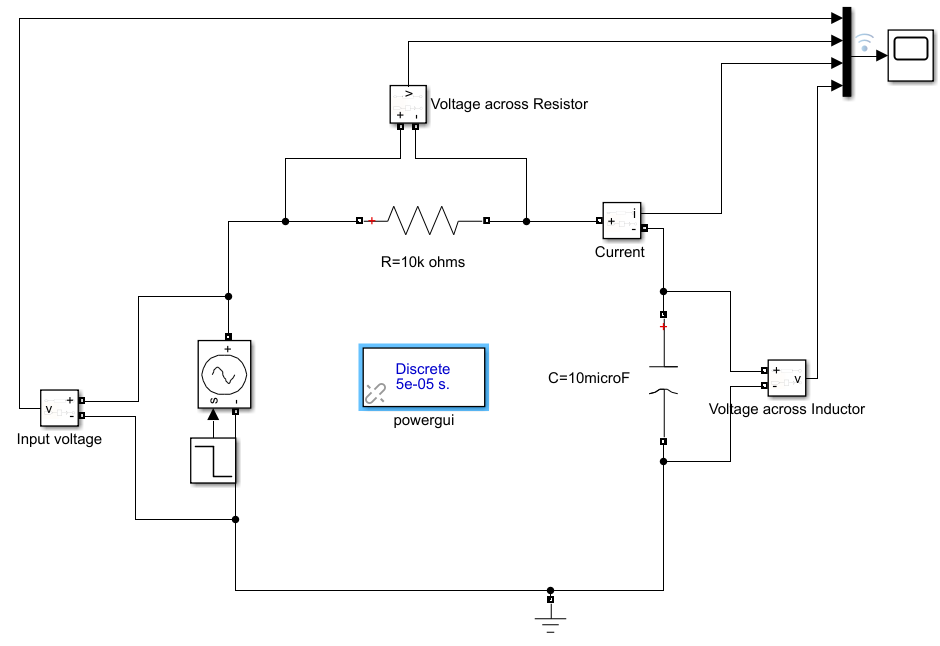 v
+
-
Voltage across Resistor
+
R=10k ohms
i
+
-
Current
+
s
-
Discrete
5e-05 s.
powergui
+
C=10microF
+
-
v
Voltage across Inductor
v
+
-
Input voltage